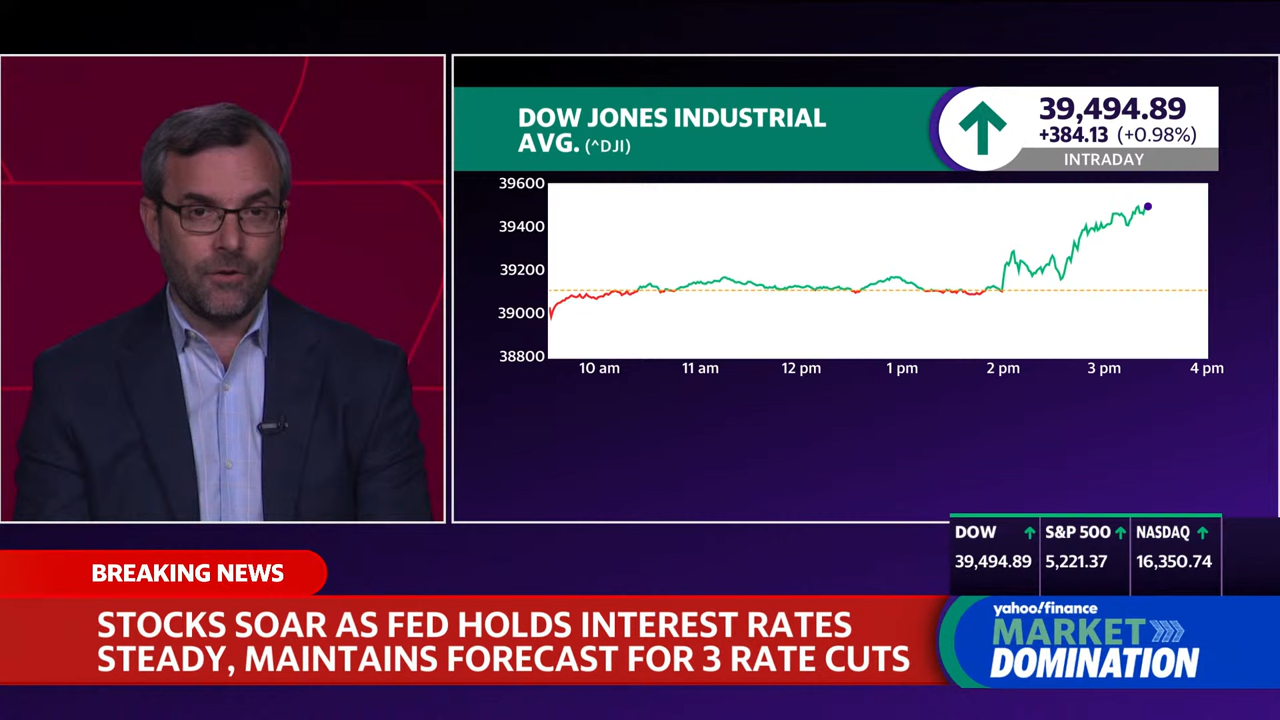 DOW JONES INDUSTRIAL
AVG. (^DJI)
39,494.89
+384.13 (+0.98%)
INTRADAY
39600
39400
39200
39000
38800
10 am 11 am 12 pm 1 pm 2 pm 3 pm 4 pm
DOW S&P 500 NASDAQ
39,494.89 5,221.37 16,350.74
BREAKING NEWS
STOCKS SOAR AS FED HOLDS INTEREST RATES
STEADY, MAINTAINS FORECAST FOR 3 RATE CUTS
yahoo!finance
MARKET
DOMINATION